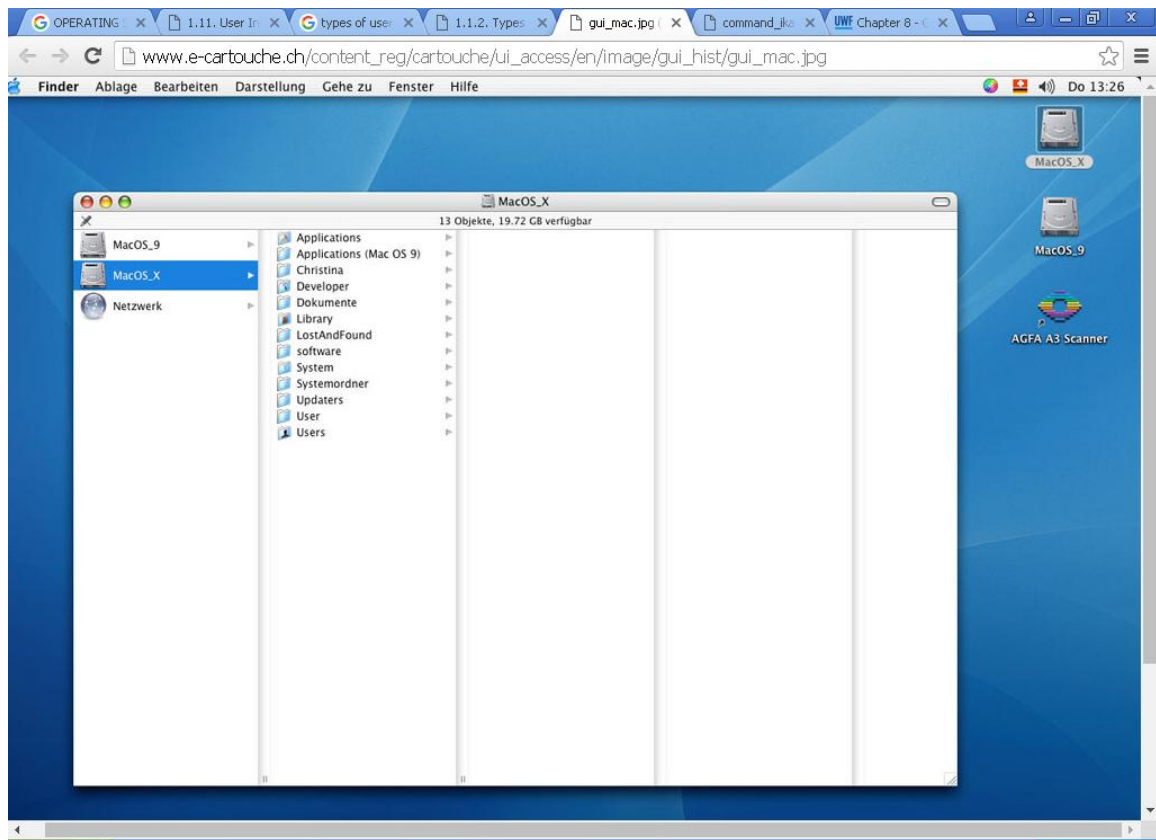 OPERATING S
1.11. User In
types of user
1.1.2. Types
gui_mac.jpg (
command_ika
UWF Chapter 8 - C
www.e-cartouche.ch/content_reg/cartouche/ui_access/en/image/gui_hist/gui_mac.jpg
Finder Ablage Bearbeiten Darstellung Gehe zu Fenster Hilfe Do 13:26
MacOS_X
MacOS_9
AGFA A3 Scanner
MacOS_X
13 Objekte, 19.72 GB verfügbar
MacOS_9
MacOS_X
Netzwerk
Applications
Applications (Mac OS 9)
Christina
Developer
Dokumente
Library
LostAndFound
software
System
Systemordner
Updaters
User
Users